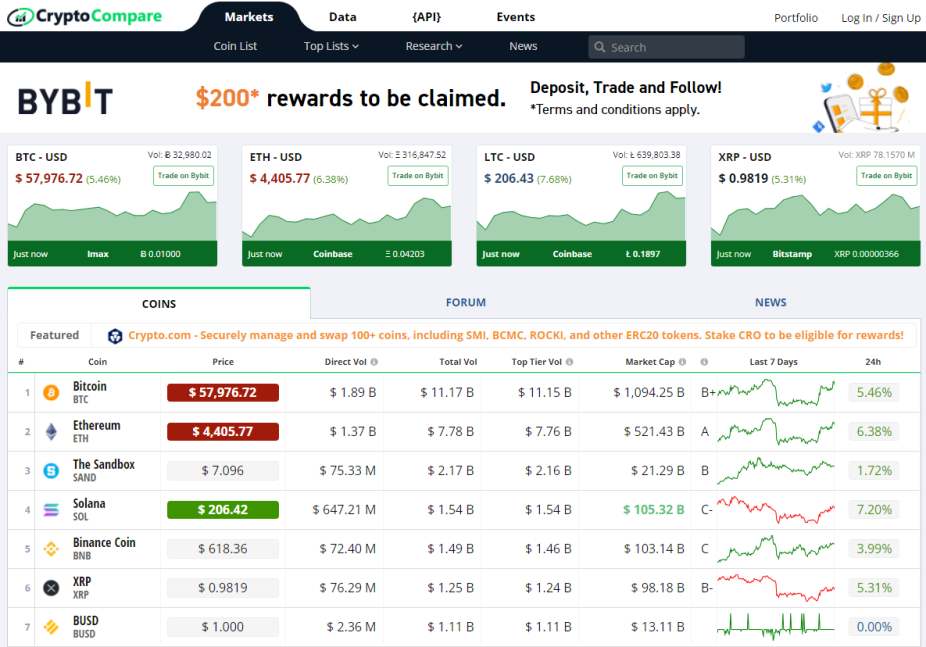 CryptoCompare Markets Data {API} Events Portfolio Log In / Sign Up
Coin List Top Lists Research News Search
BYBIT $200* rewards to be claimed. Deposit, Trade and Follow!
*Terms and conditions apply.
BTC - USD Vol: Ƀ 32,980.02
$ 57,976.72 (5.46%) Trade on Bybit
Just now Itmax Ƀ 0.01000
ETH - USD Vol: Ξ 316,847.52
$ 4,405.77 (6.38%) Trade on Bybit
Just now Coinbase Ξ 0.04203
LTC - USD Vol: Ł 639,803.38
$ 206.43 (7.68%) Trade on Bybit
Just now Coinbase Ł 0.1897
XRP - USD Vol: XRP 78.1570 M
$ 0.9819 (5.31%) Trade on Bybit
Just now Bitstamp XRP 0.00000366
COINS FORUM NEWS
Featured Crypto.com - Securely manage and swap 100+ coins, including SMI, BCMC, ROCKI, and other ERC20 tokens. Stake CRO to be eligible for rewards!
# Coin Price Direct Vol Total Vol Top Tier Vol Market Cap Last 7 Days 24h
1 Bitcoin $ 57,976.72 $ 1.89 B $ 11.17 B $ 11.15 B $ 1,094.25 B B+ 5.46%
BTC
2 Ethereum $ 4,405.77 $ 1.37 B $ 7.78 B $ 7.76 B $ 521.43 B A 6.38%
ETH
3 The Sandbox $ 7.096 $ 75.33 M $ 2.17 B $ 2.16 B $ 21.29 B B 1.72%
SAND
4 Solana $ 206.42 $ 647.21 M $ 1.54 B $ 1.54 B $ 105.32 B C- 7.20%
SOL
5 Binance Coin $ 618.36 $ 72.40 M $ 1.49 B $ 1.46 B $ 103.14 B C 3.99%
BNB
6 XRP $ 0.9819 $ 76.29 M $ 1.25 B $ 1.24 B $ 98.18 B B- 5.31%
XRP
7 BUSD $ 1.000 $ 2.36 M $ 1.11 B $ 1.11 B $ 13.11 B 0.00%
BUSD